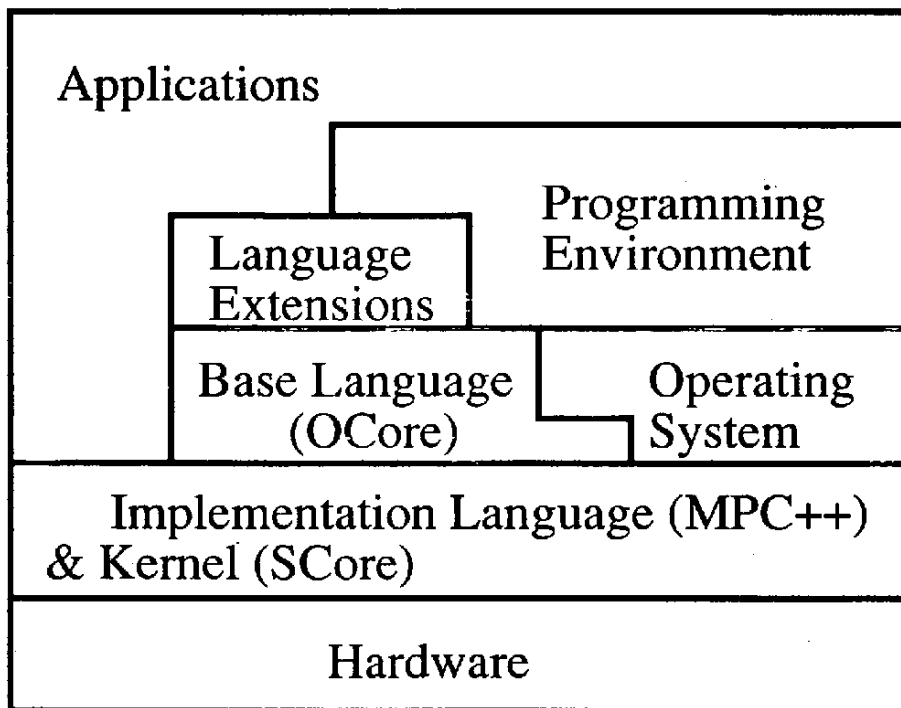 Applications
Programming
Environment
Language
Extensions
Base Language
(OCore)
Operating
System
Implementation Language (MPC++)
& Kernel (SCore)
Hardware